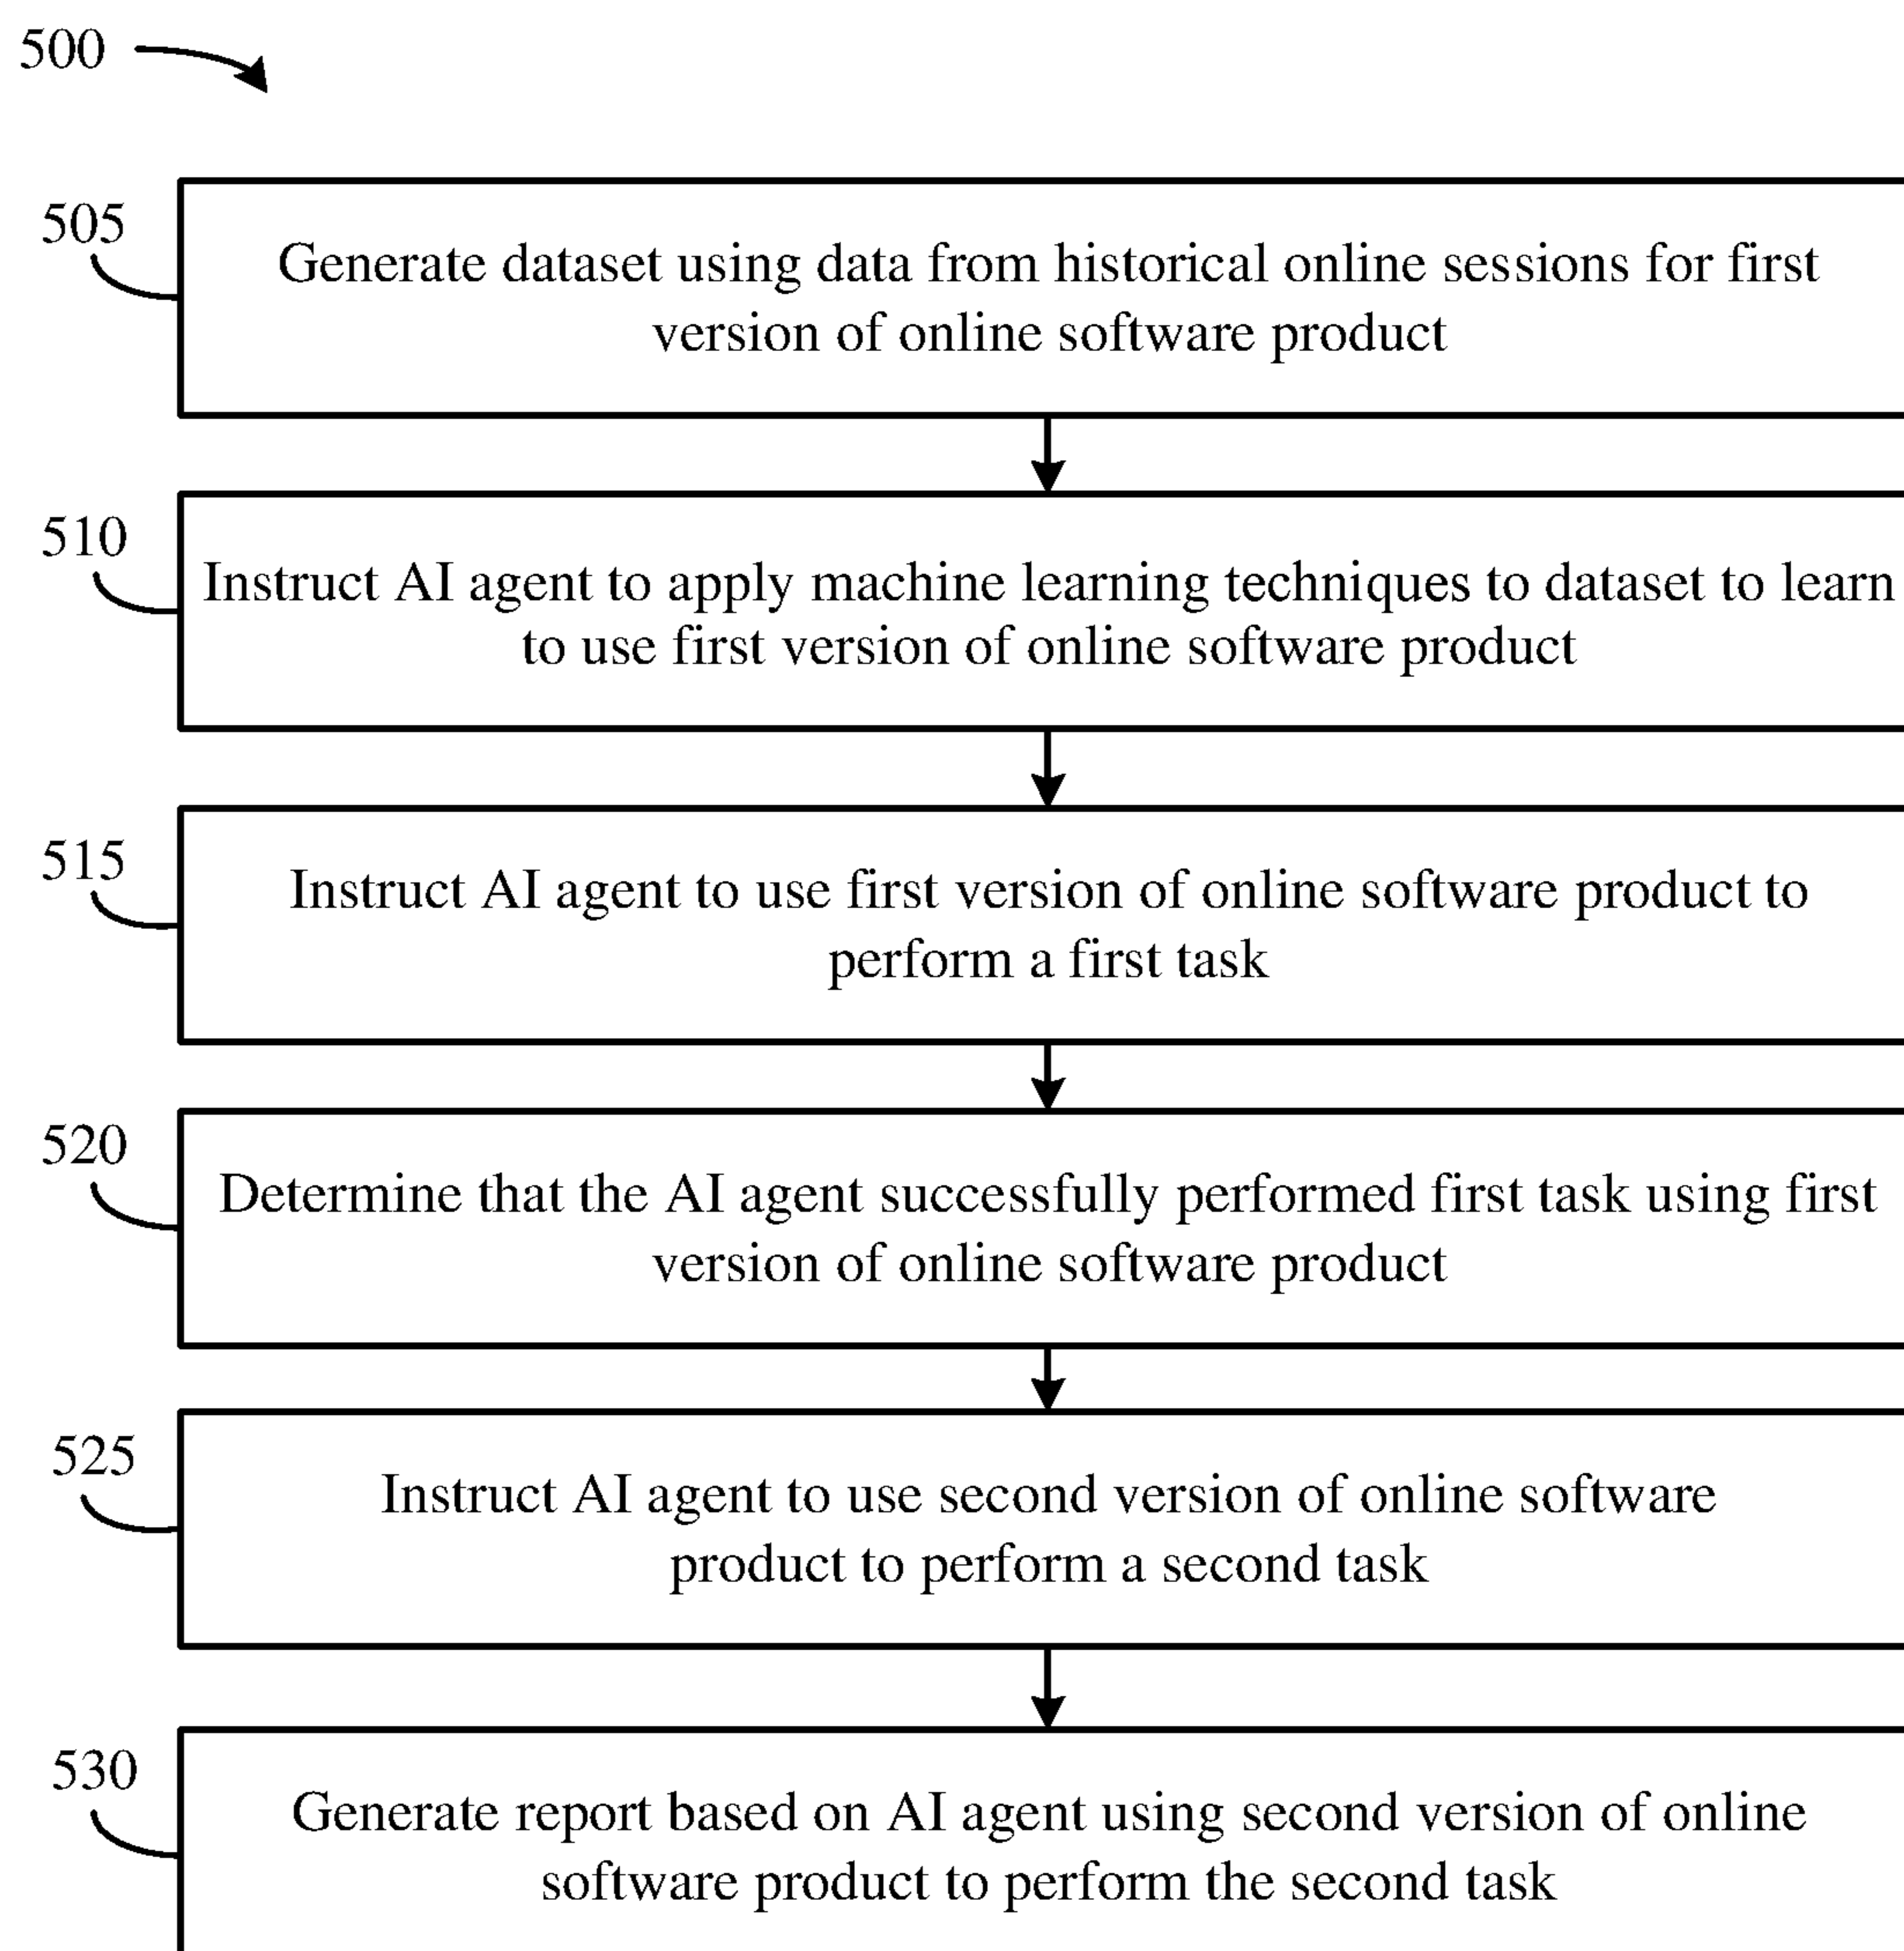 500
505
Generate dataset using data from historical online sessions for first
version of online software product
510
Instruct AI agent to apply machine learning techniques to dataset to learn
to use first version of online software product
515
Instruct AI agent to use first version of online software product to
perform a first task
520
Determine that the AI agent successfully performed first task using first
version of online software product
525
Instruct AI agent to use second version of online software
product to perform a second task
530
Generate report based on AI agent using second version of online
software product to perform the second task